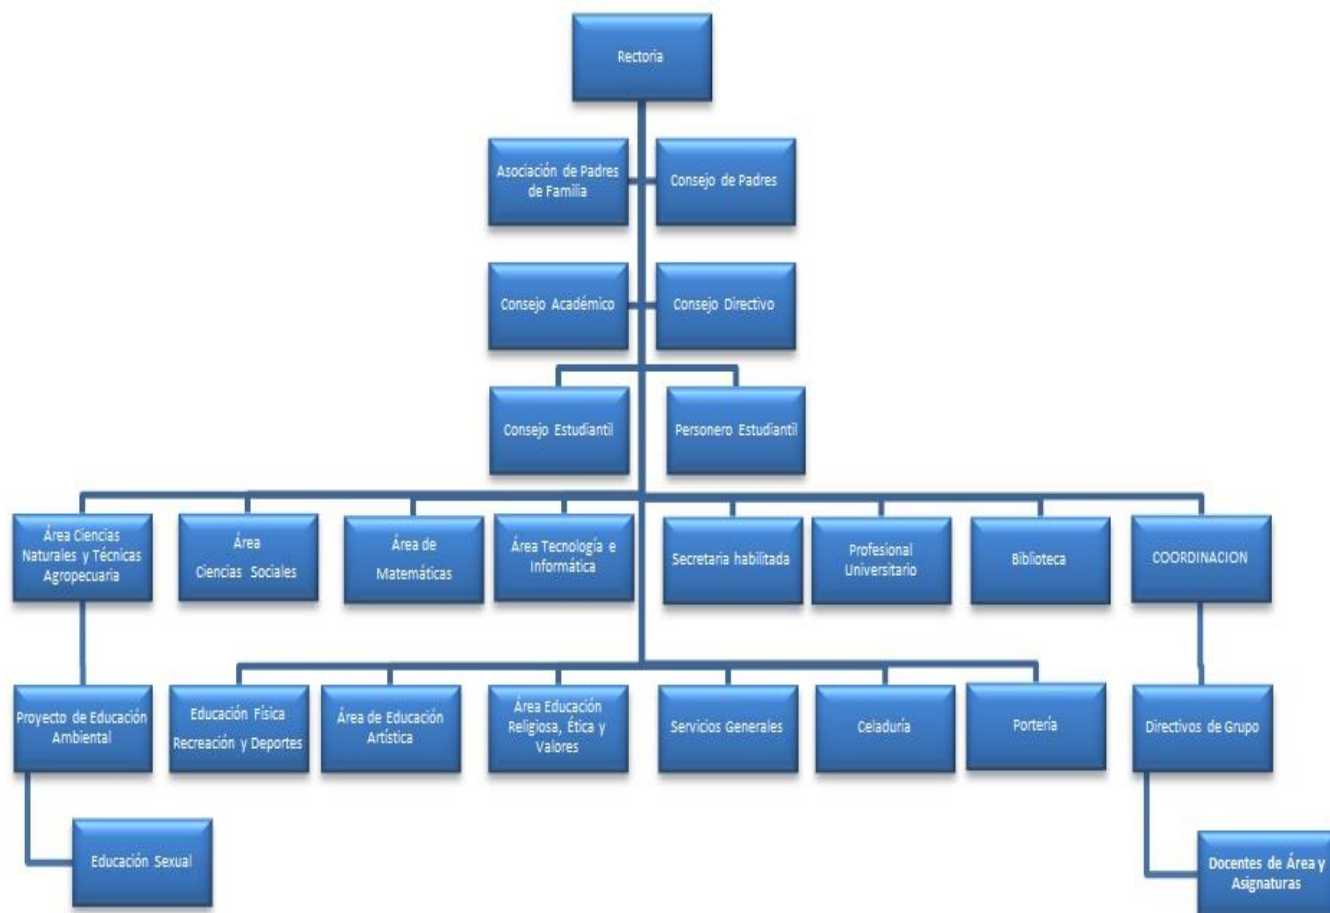 Rectoria
Asociación de Padres
de Familia
Consejo de Padres
Consejo Académico
Consejo Directivo
Consejo Estudiantil
Personero Estudiantil
Área Ciencias
Naturales y Técnicas
Agropecuaria
Área
Ciencias Sociales
Área de
Matemáticas
Área Tecnología e
Informática
Secretaria habilitada
Profesional
Universitario
Biblioteca
COORDINACION
Proyecto de Educación
Ambiental
Educación Física
Recreación y Deportes
Área de Educación
Artística
Área Educación
Religiosa, Ética y
Valores
Servicios Generales
Celaduría
Portería
Directivos de Grupo
Educación Sexual
Docentes de Área y
Asignaturas